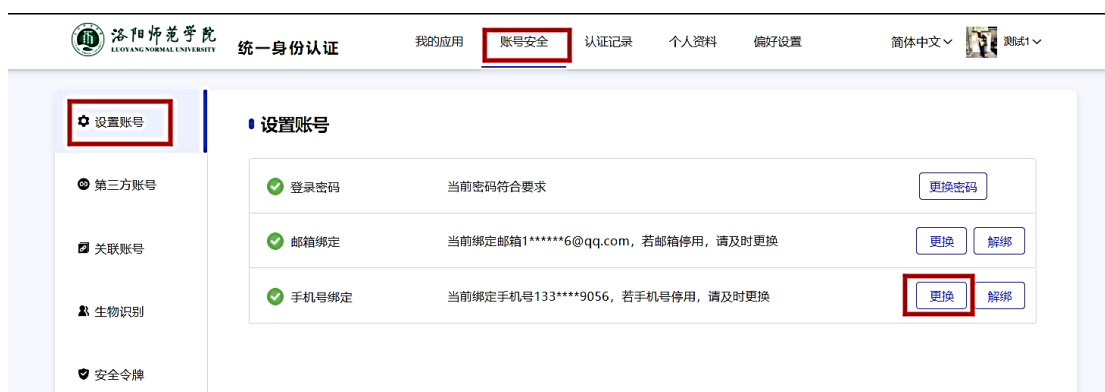 洛阳师范学院
LUOYANG NORMAL UNIVERSITY
统一身份认证
我的应用 账号安全 认证记录 个人资料 偏好设置 简体中文 测试1
设置账号
第三方账号
关联账号
生物识别
安全令牌
设置账号
登录密码 当前密码符合要求 更换密码
邮箱绑定 当前绑定邮箱1******6@qq.com，若邮箱停用，请及时更换 更换 解绑
手机号绑定 当前绑定手机号133****9056，若手机号停用，请及时更换 更换 解绑